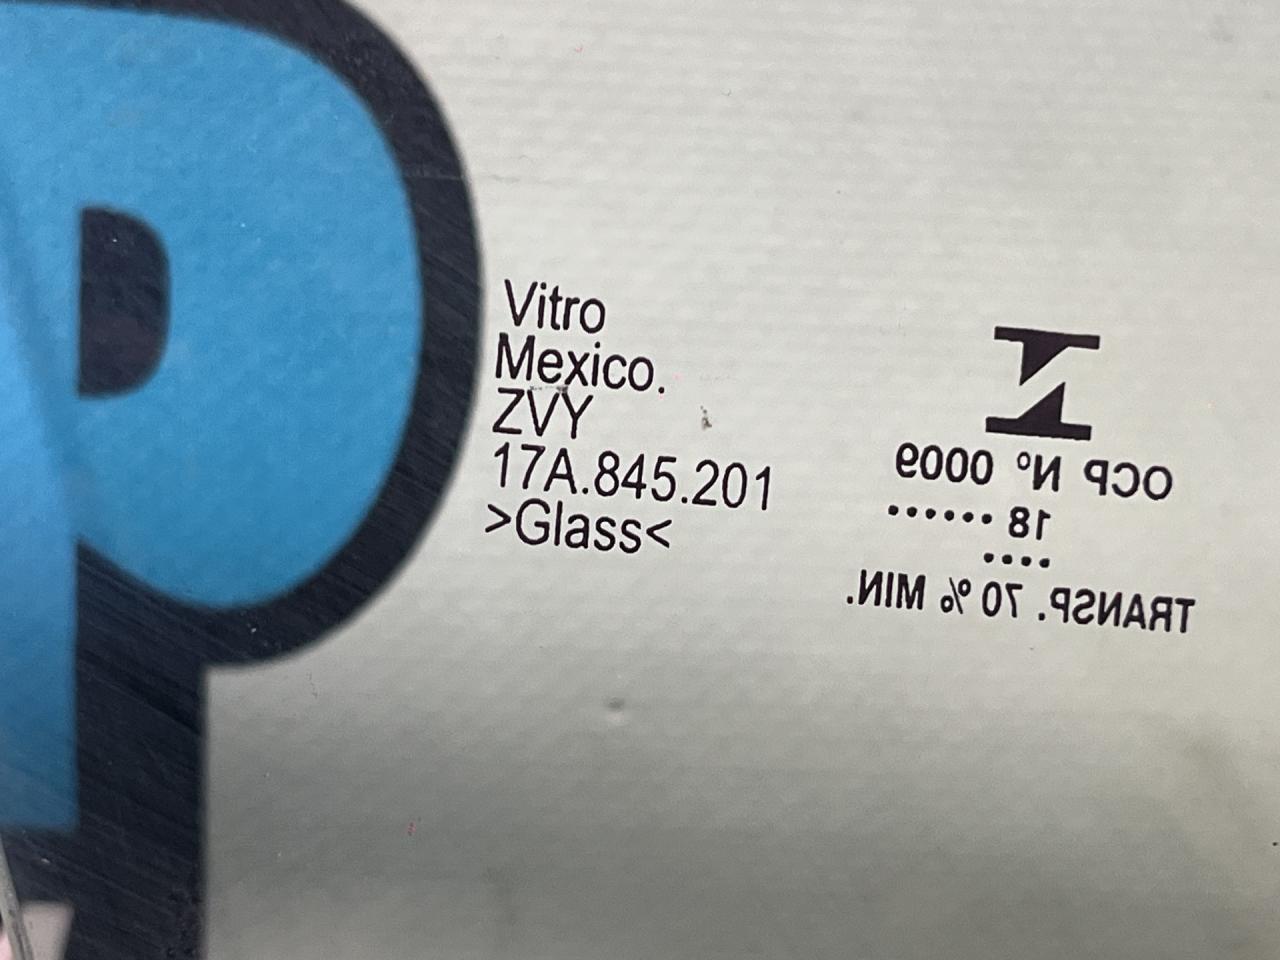 Vitro
Mexico.
ZVY
17A.845.201
>Glass<
OCP Nº 0009
18 ••••••
••••
TRANSP. 70 % MIN.
P